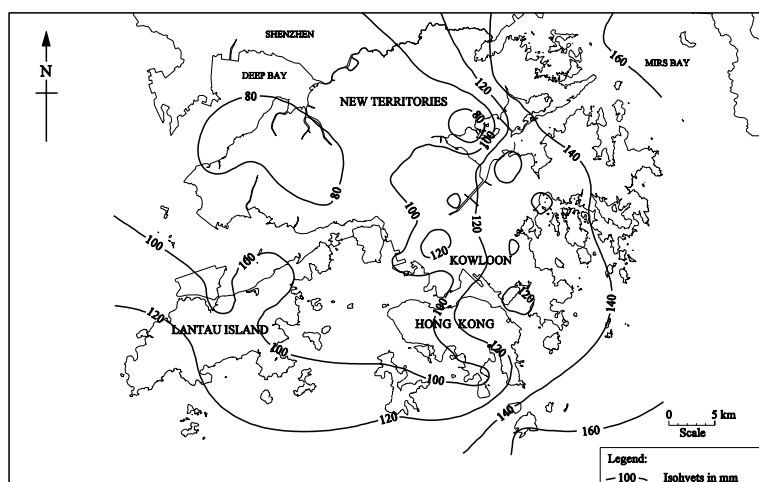 SHENZHEN
160
N
DEEP BAY
MIRS BAY
120
80
NEW TERRITORIES
80
100
140
80
100
120
100
120
KOWLOON
100
120
100
140
120
LANTAU ISLAND
HONG KONG
100
120
100
120
140
160
0 5 km
Scale
Legend:
100 Isohyets in mm